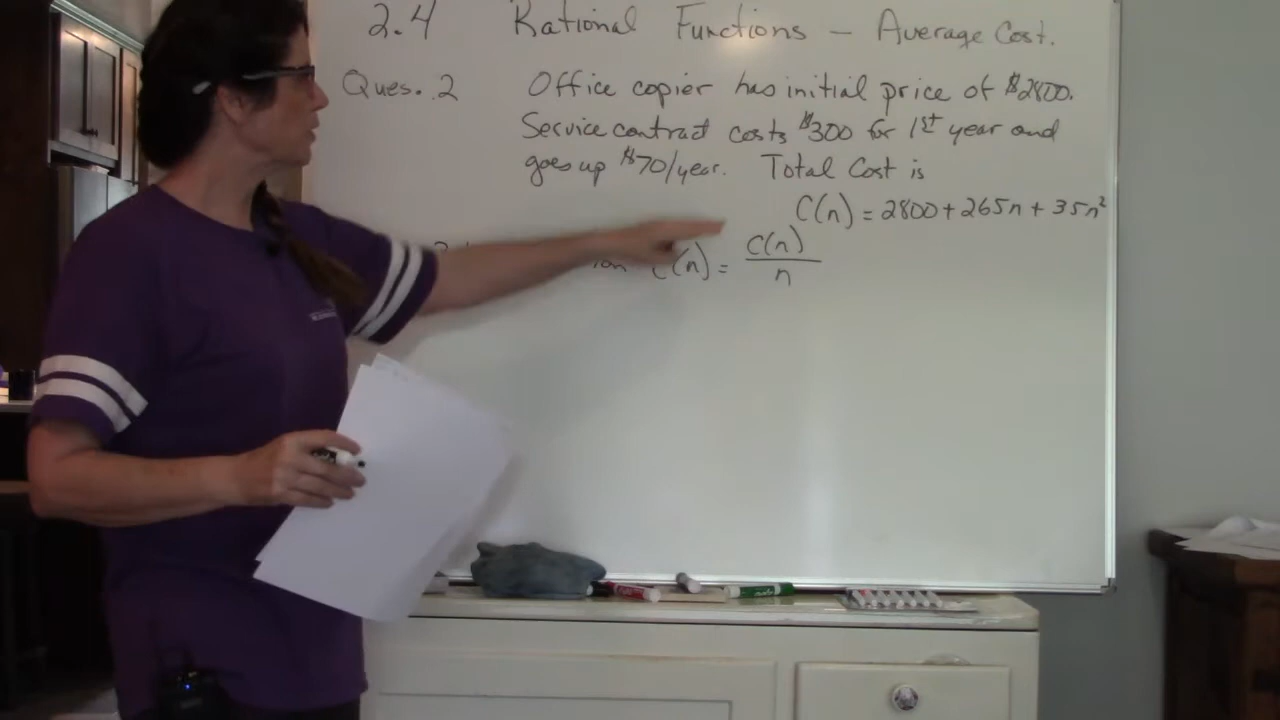 2.4 Rational Functions — Average Cost.
Ques. 2 Office copier has initial price of $2800.
Service contract costs $300 for 1st year and
goes up $70/year. Total Cost is
C(n) = 2800 + 265n + 35n²
C(n) = C(n)/n